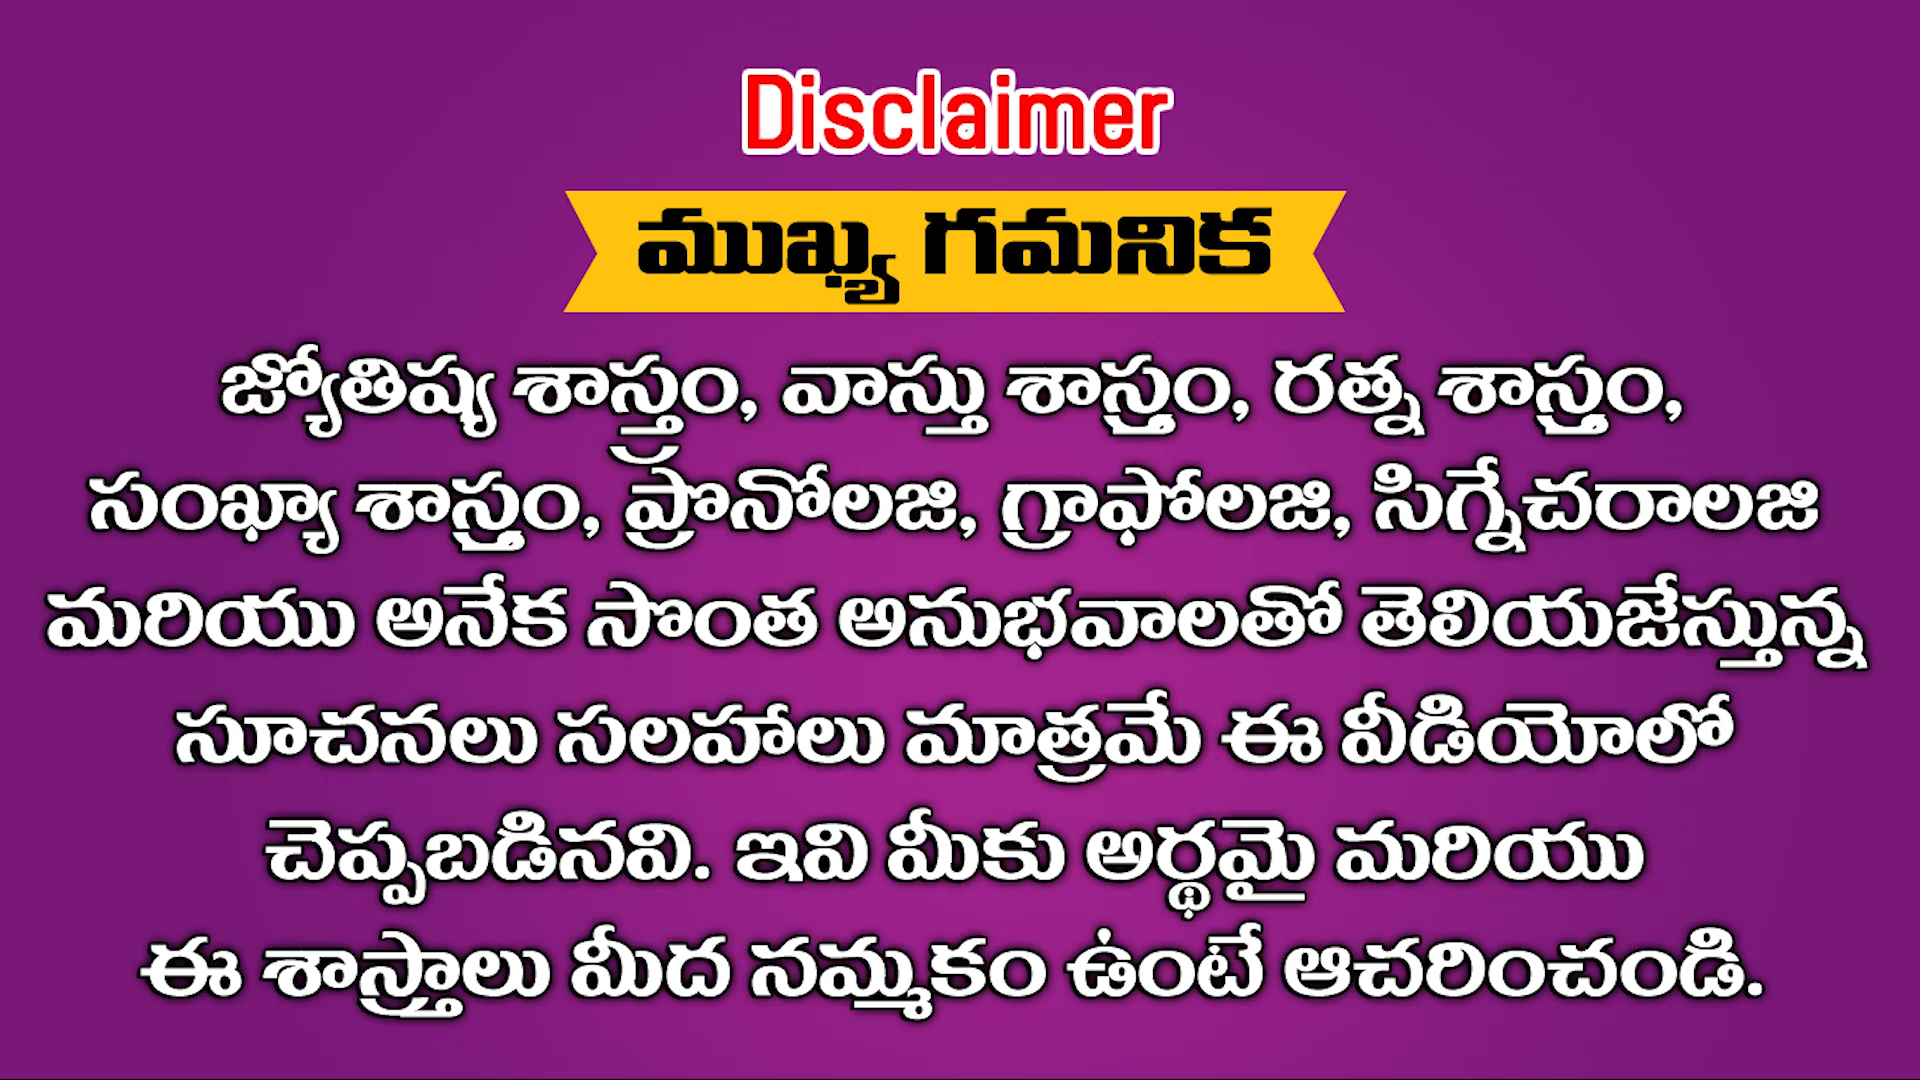 Disclaimer
ముఖ్య గమనిక
జ్యోతిష్య శాస్త్రం, వాస్తు శాస్త్రం, రత్న శాస్త్రం,
సంఖ్యా శాస్త్రం, ప్రొనోలజి, గ్రాఫోలజి, సిగ్నేచరాలజి
మరియు అనేక సొంత అనుభవాలతో తెలియజేస్తున్న
సూచనలు సలహాలు మాత్రమే ఈ వీడియోలో
చెప్పబడినవి. ఇవి మీకు అర్థమై మరియు
ఈ శాస్త్రాలు మీద నమ్మకం ఉంటే ఆచరించండి.